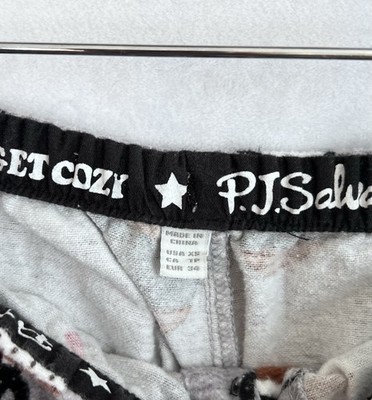 GET COZY ★ P.J.Salva
MADE IN
CHINA
USA XS
CA TP
EUR 34